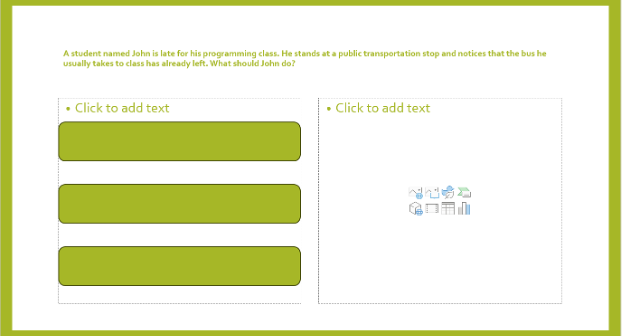 A student named John is late for his programming class. He stands at a public transportation stop and notices that the bus he
usually takes to class has already left. What should John do?
• Click to add text
• Click to add text